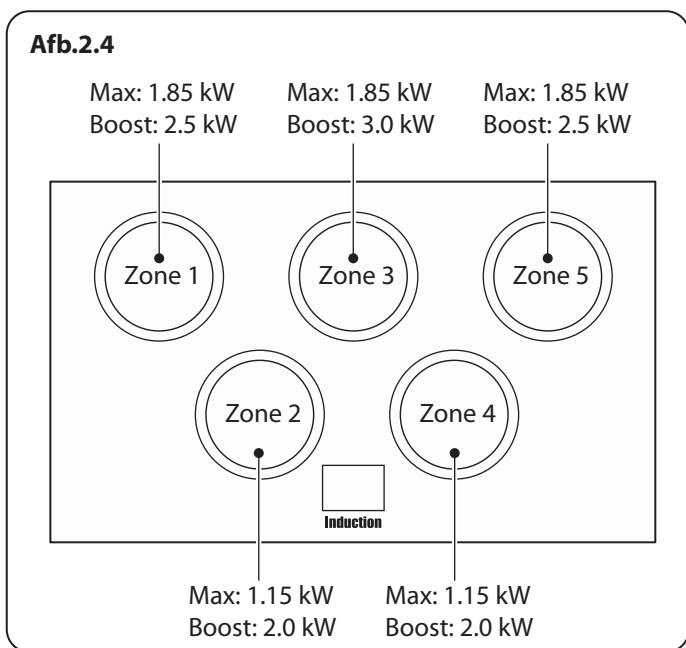 Afb.2.4
Max: 1.85 kW
Boost: 2.5 kW
Max: 1.85 kW
Boost: 3.0 kW
Max: 1.85 kW
Boost: 2.5 kW
Zone 1
Zone 3
Zone 5
Zone 2
Zone 4
Induction
Max: 1.15 kW
Boost: 2.0 kW
Max: 1.15 kW
Boost: 2.0 kW